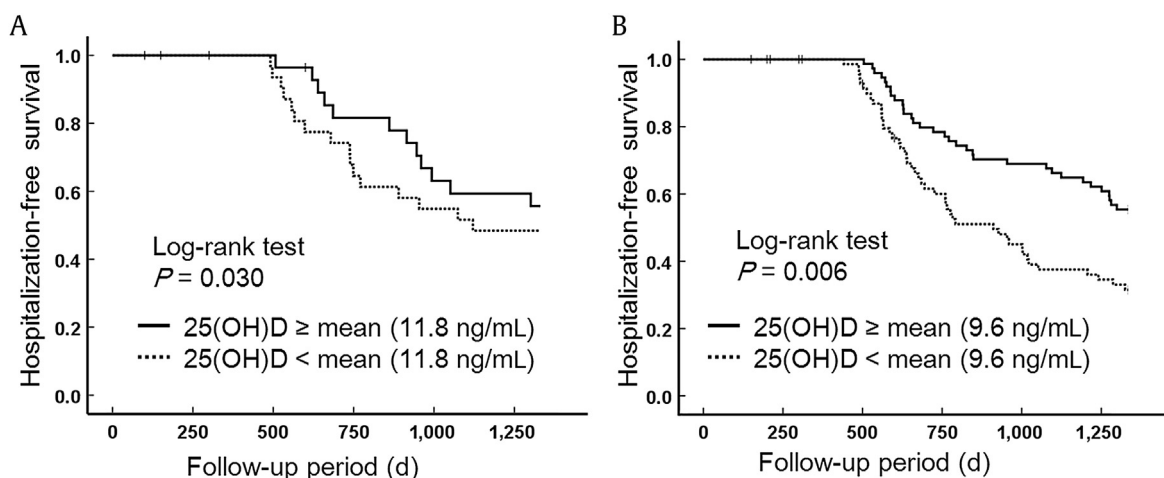 A
Hospitalization-free survival
1.0
0.8
0.6
0.4
0.2
0.0
Log-rank test
P = 0.030
25(OH)D ≥ mean (11.8 ng/mL)
25(OH)D < mean (11.8 ng/mL)
0 250 500 750 1,000 1,250
Follow-up period (d)
B
Hospitalization-free survival
1.0
0.8
0.6
0.4
0.2
0.0
Log-rank test
P = 0.006
25(OH)D ≥ mean (9.6 ng/mL)
25(OH)D < mean (9.6 ng/mL)
0 250 500 750 1,000 1,250
Follow-up period (d)